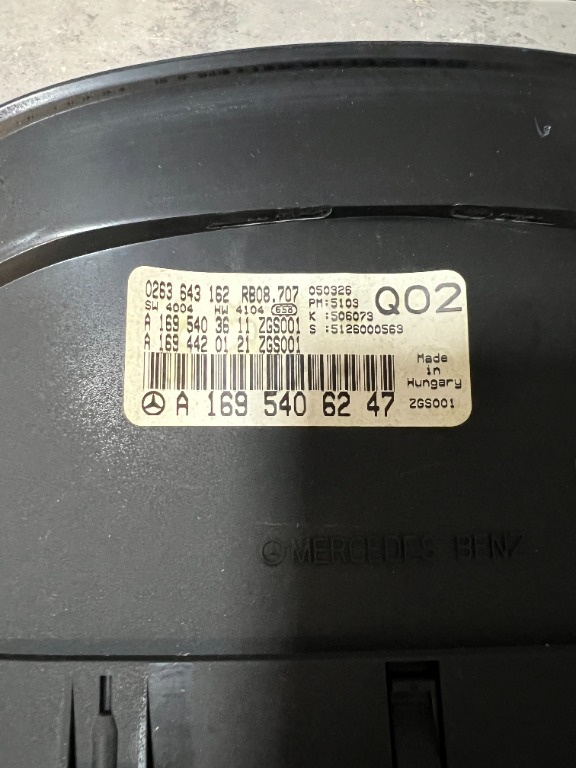 0263 643 162 RB08.707 050326
SW 4004 HW 4104 658 PM:5103 Q02
A 169 540 36 11 ZGS001 K :506073
A 169 442 01 21 ZGS001 S :5126000563
Made
in
Hungary
A 169 540 62 47 ZGS001
MERCEDES BENZ